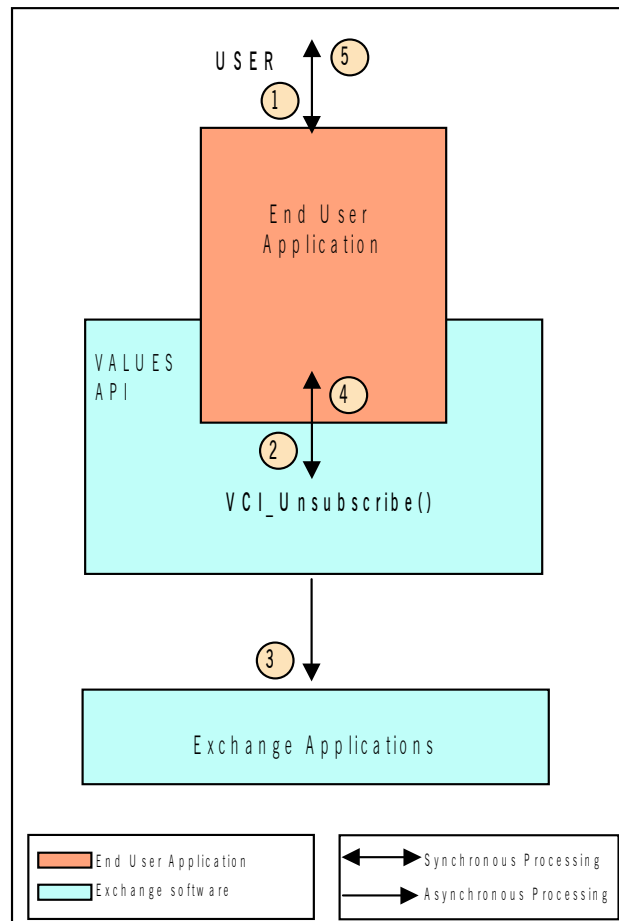 USER
5
1
End User
Application
VALUES
API
4
2
VCI_Unsubscribe()
3
Exchange Applications
End User Application
Exchange software
Synchronous Processing
Asynchronous Processing